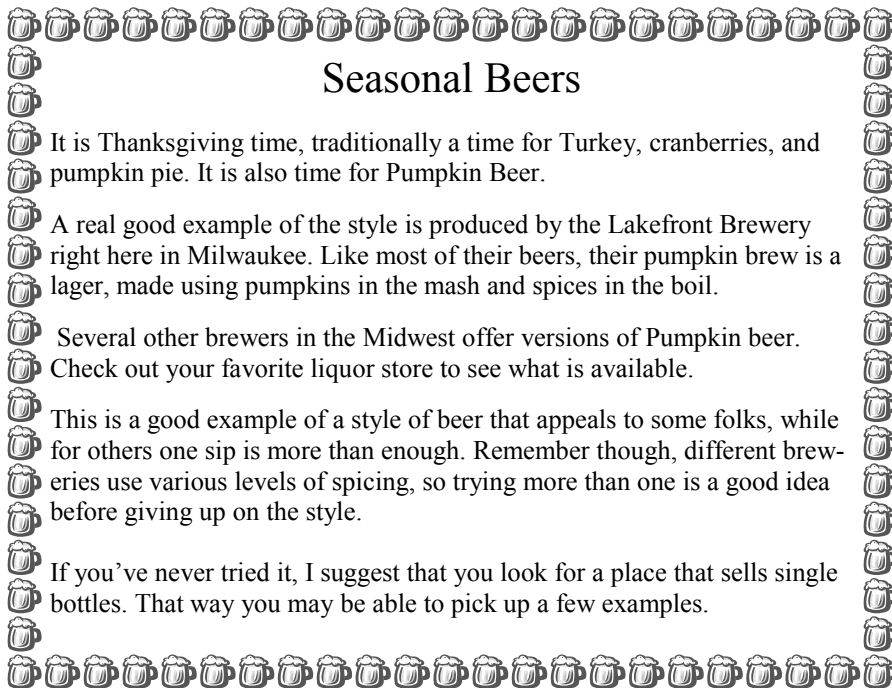 Seasonal Beers
It is Thanksgiving time, traditionally a time for Turkey, cranberries, and
pumpkin pie. It is also time for Pumpkin Beer.
A real good example of the style is produced by the Lakefront Brewery
right here in Milwaukee. Like most of their beers, their pumpkin brew is a
lager, made using pumpkins in the mash and spices in the boil.
Several other brewers in the Midwest offer versions of Pumpkin beer.
Check out your favorite liquor store to see what is available.
This is a good example of a style of beer that appeals to some folks, while
for others one sip is more than enough. Remember though, different brew-
eries use various levels of spicing, so trying more than one is a good idea
before giving up on the style.
If you’ve never tried it, I suggest that you look for a place that sells single
bottles. That way you may be able to pick up a few examples.